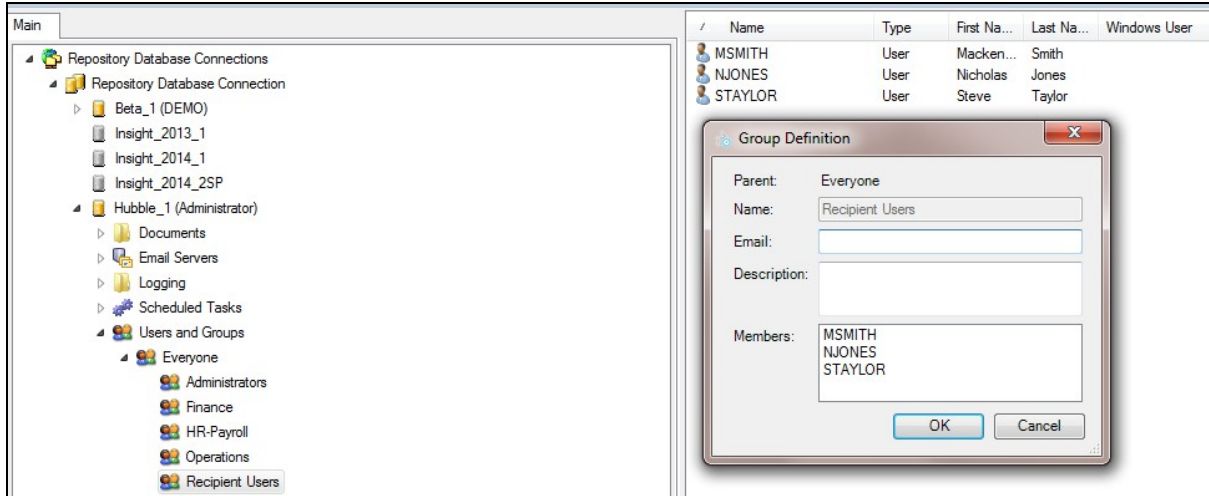 Main
Repository Database Connections
Repository Database Connection
Beta_1 (DEMO)
Insight_2013_1
Insight_2014_1
Insight_2014_2SP
Hubble_1 (Administrator)
Documents
Email Servers
Logging
Scheduled Tasks
Users and Groups
Everyone
Administrators
Finance
HR-Payroll
Operations
Recipient Users
/ Name Type First Na... Last Na... Windows User
MSMITH User Macken... Smith
NJONES User Nicholas Jones
STAYLOR User Steve Taylor
Group Definition
Parent: Everyone
Name: Recipient Users
Email:
Description:
Members: MSMITH
NJONES
STAYLOR
OK Cancel